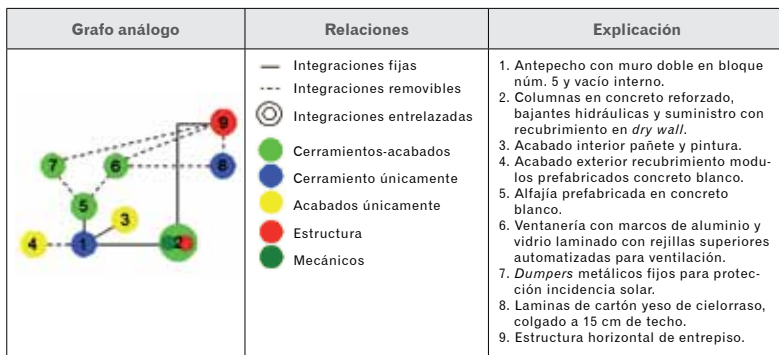 Grafo análogo
Relaciones
Explicación
9
7
6
8
5
3
4
1
2
Integraciones fijas
Integraciones removibles
Integraciones entrelazadas
Cerramientos-acabados
Cerramiento únicamente
Acabados únicamente
Estructura
Mecánicos
1. Antepecho con muro doble en bloque
núm. 5 y vacío interno.
2. Columnas en concreto reforzado,
bajantes hidráulicas y suministro con
recubrimiento en dry wall.
3. Acabado interior pañete y pintura.
4. Acabado exterior recubrimiento modu-
los prefabricados concreto blanco.
5. Alfajía prefabricada en concreto
blanco.
6. Ventanería con marcos de aluminio y
vidrio laminado con rejillas superiores
automatizadas para ventilación.
7. Dumpers metálicos fijos para protec-
ción incidencia solar.
8. Laminas de cartón yeso de cielorraso,
colgado a 15 cm de techo.
9. Estructura horizontal de entrepiso.